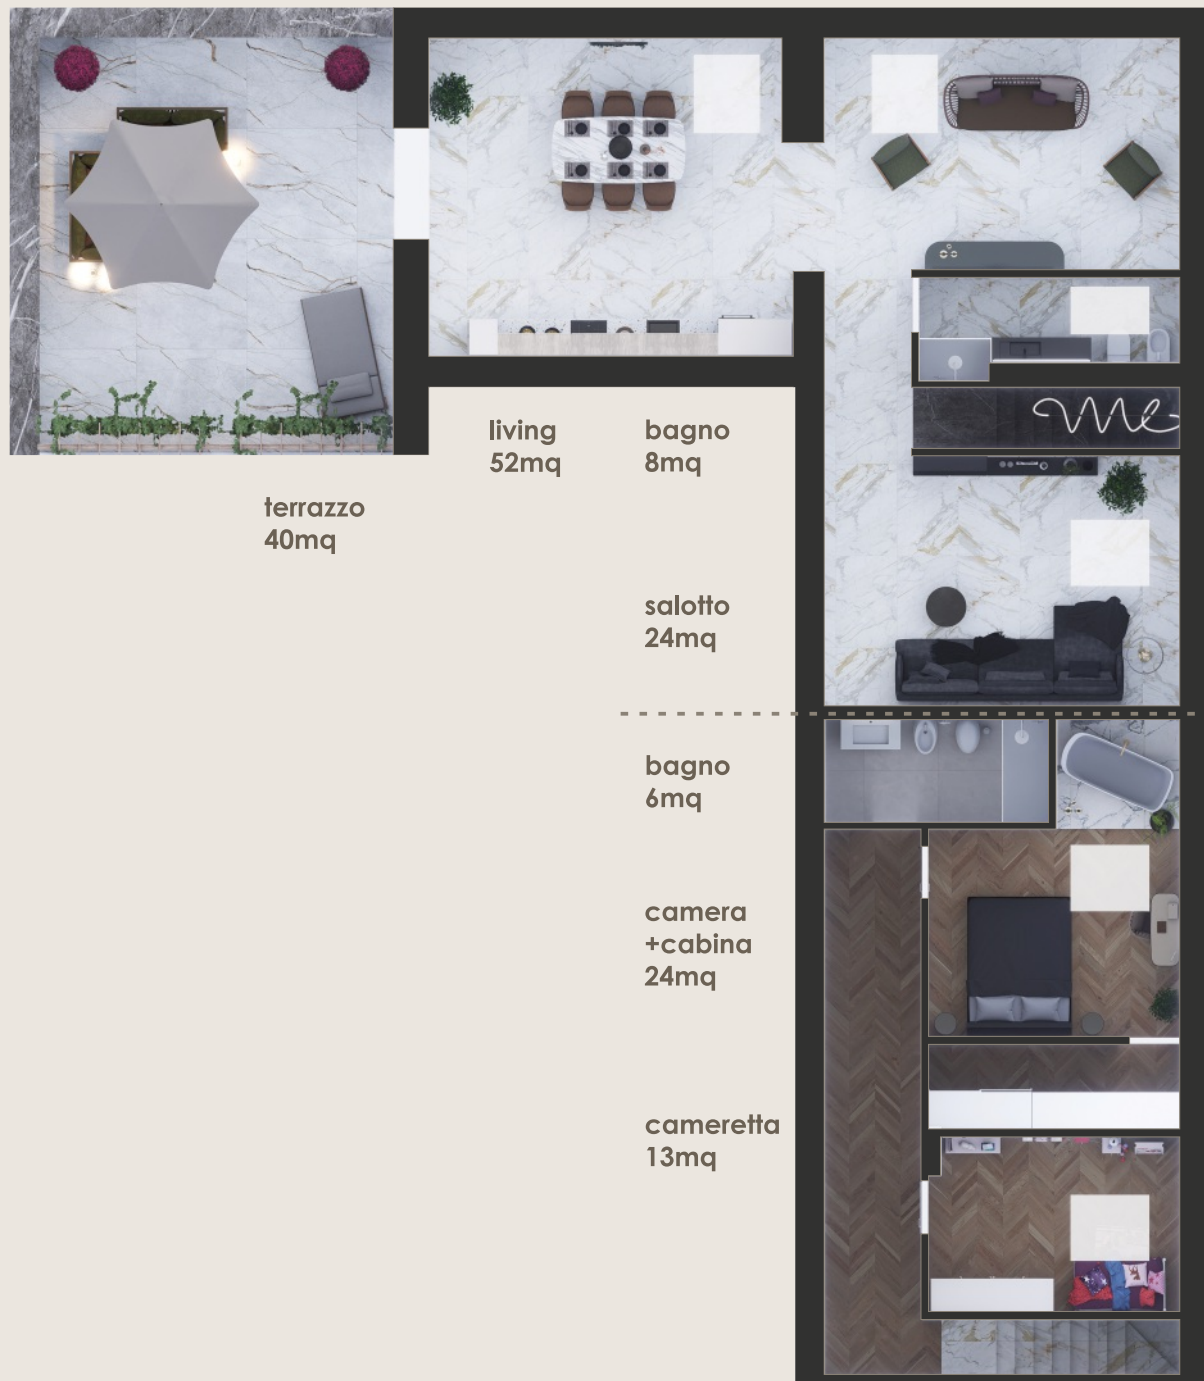 living
52mq
bagno
8mq
terrazzo
40mq
salotto
24mq
bagno
6mq
camera
+cabina
24mq
cameretta
13mq